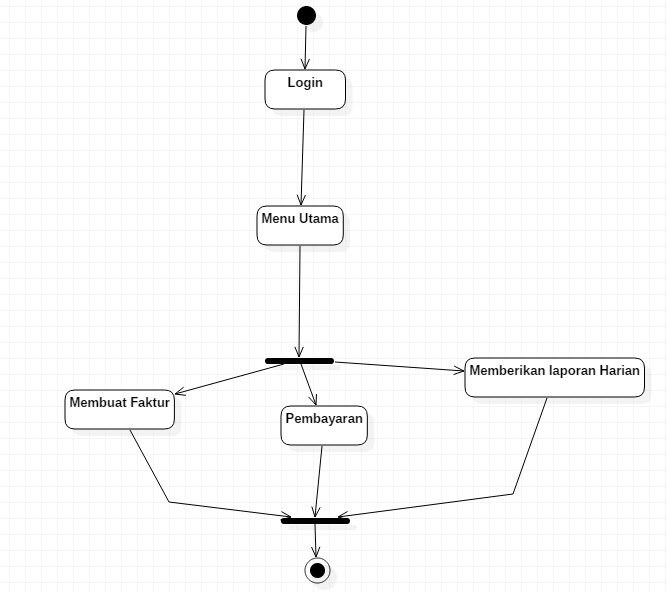 Login
Menu Utama
Memberikan laporan Harian
Membuat Faktur
Pembayaran